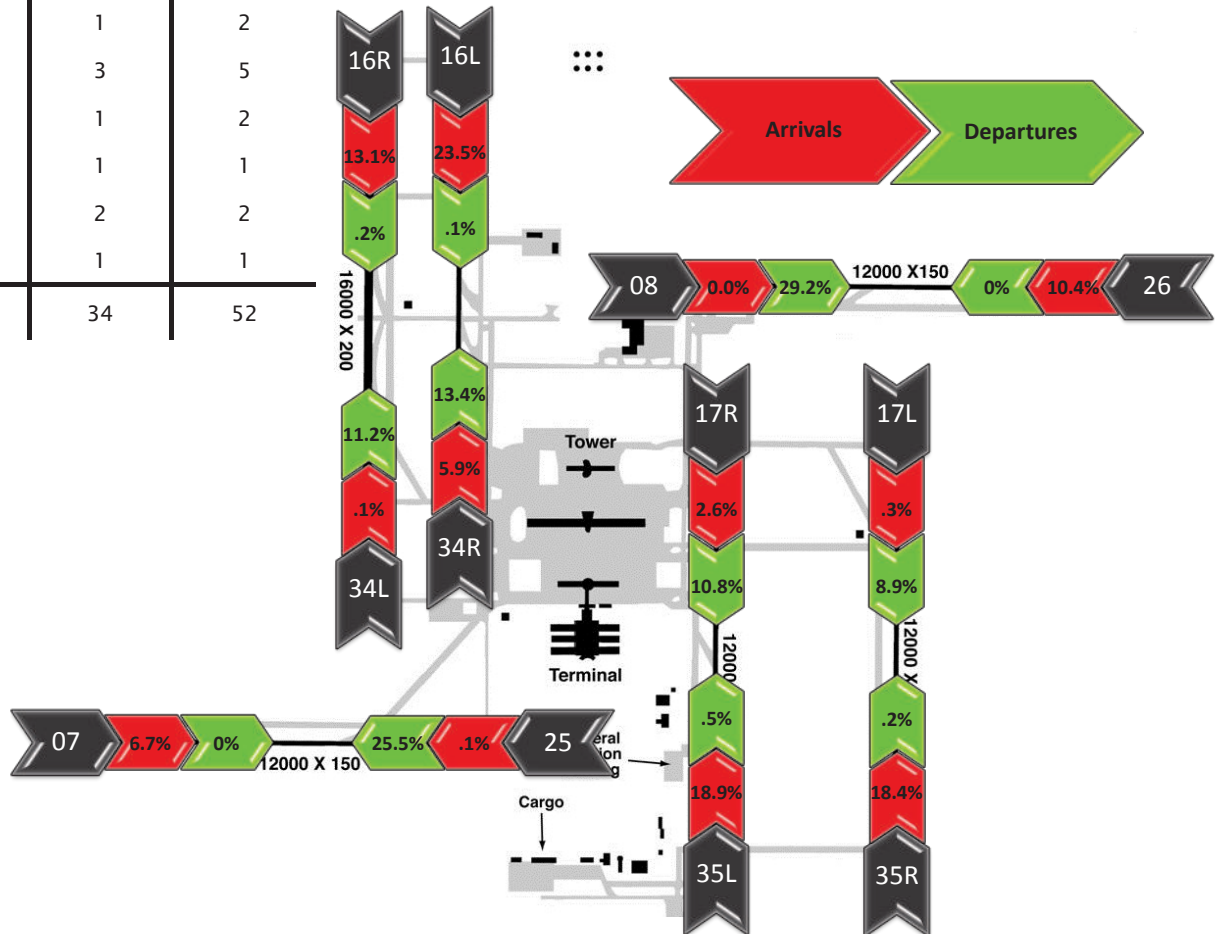 1 2
3 5
1 2
1 1
2 2
1 1
34 52
16R 16L
13.1% 23.5%
.2% .1%
16000 X 200
13.4%
11.2%
5.9%
.1%
34R
34L
Arrivals Departures
08 0.0% 29.2% 12000 X150 0% 10.4% 26
17R 17L
2.6% .3%
10.8% 8.9%
12000 12000 X
.5% .2%
18.9% 18.4%
35L 35R
Tower
Terminal
07 6.7% 0% 12000 X 150 25.5% .1% 25
Cargo